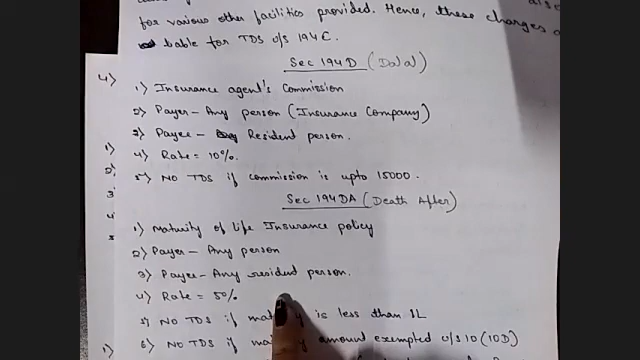 for various other facilities provided. Hence, these charges a
liable for TDS u/s 194C.
Sec 194D (Dalal)
4) 1) Insurance agent's Commission
2) Payer - Any person (Insurance Company)
3) Payee - Resident person.
4) Rate = 10%.
5) NO TDS if commission is upto 15000.
Sec 194DA (Death After)
1) Maturity of life Insurance policy
2) Payer - Any person
3) Payee - Any resident person.
4) Rate = 5%
5) NO TDS if is less than 1L
6) NO TDS if amount exempted u/s 10(10D)